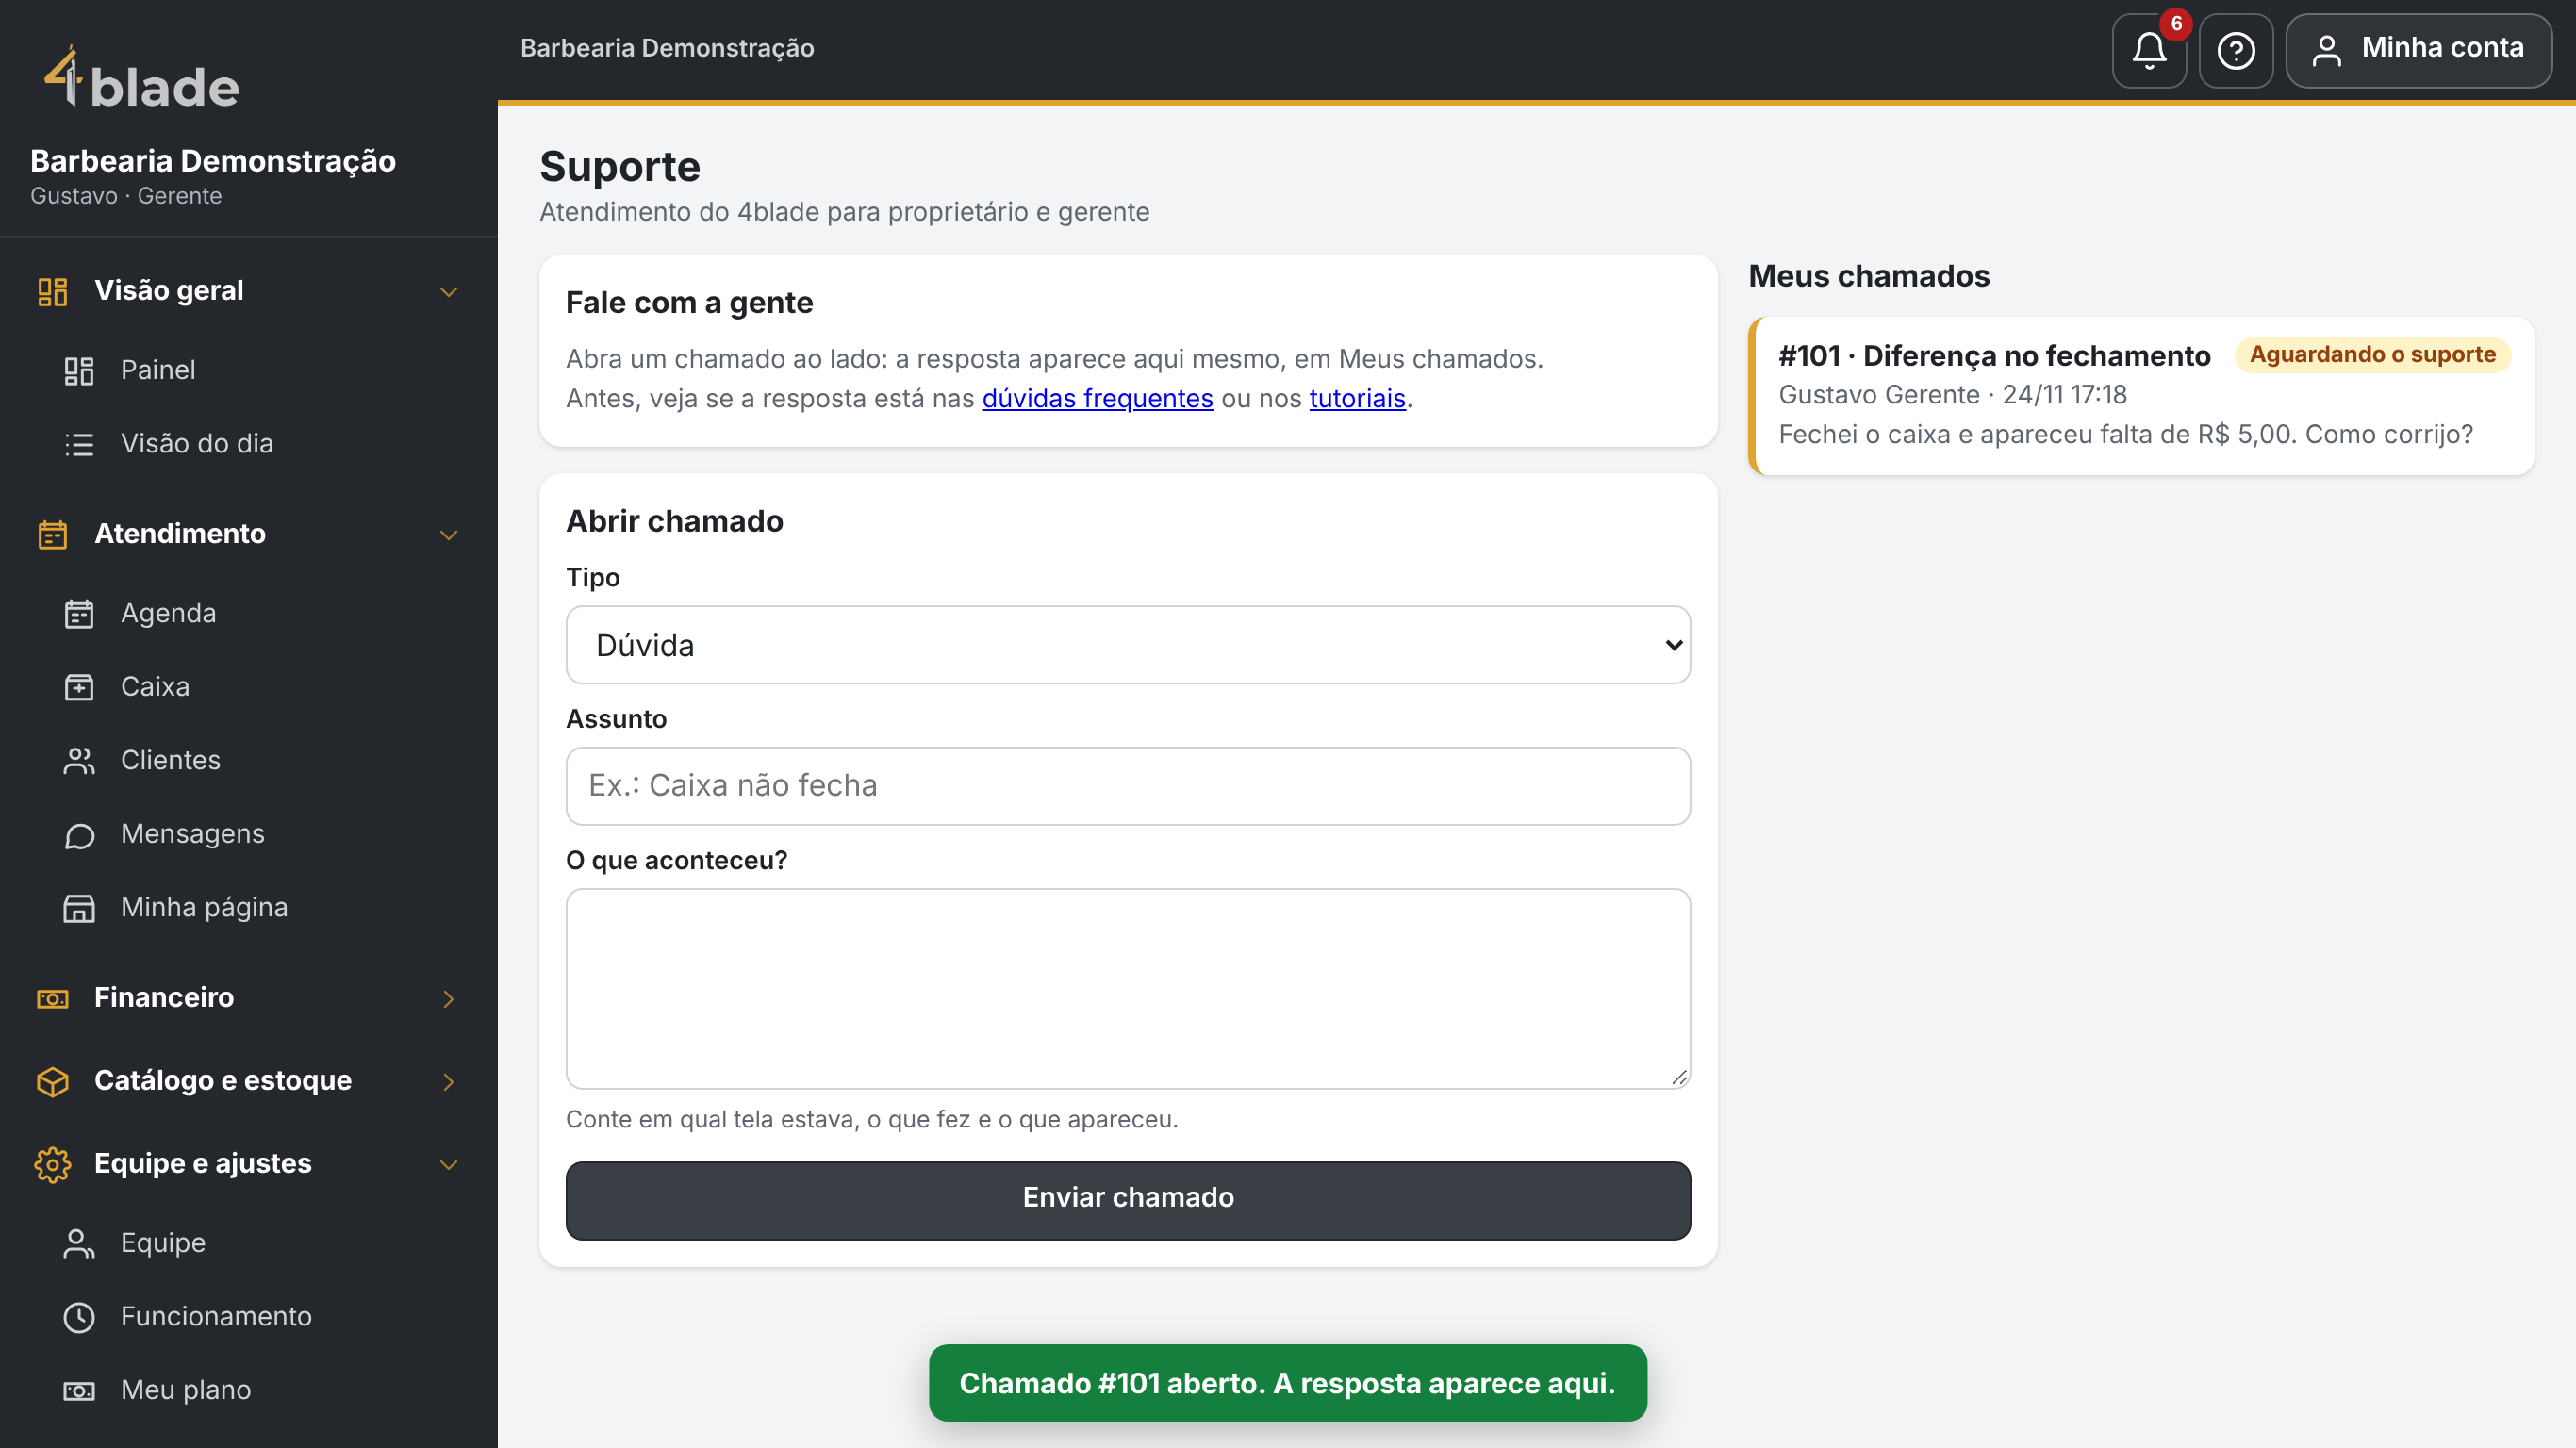 4blade
Barbearia Demonstração
Gustavo · Gerente
Visão geral
Painel
Visão do dia
Atendimento
Agenda
Caixa
Clientes
Mensagens
Minha página
Financeiro
Catálogo e estoque
Equipe e ajustes
Equipe
Funcionamento
Meu plano
Barbearia Demonstração
6
Minha conta
Suporte
Atendimento do 4blade para proprietário e gerente
Fale com a gente
Abra um chamado ao lado: a resposta aparece aqui mesmo, em Meus chamados.
Antes, veja se a resposta está nas dúvidas frequentes ou nos tutoriais.
Abrir chamado
Tipo
Dúvida
Assunto
Ex.: Caixa não fecha
O que aconteceu?
Conte em qual tela estava, o que fez e o que apareceu.
Enviar chamado
Meus chamados
#101 · Diferença no fechamento
Aguardando o suporte
Gustavo Gerente · 24/11 17:18
Fechei o caixa e apareceu falta de R$ 5,00. Como corrijo?
Chamado #101 aberto. A resposta aparece aqui.